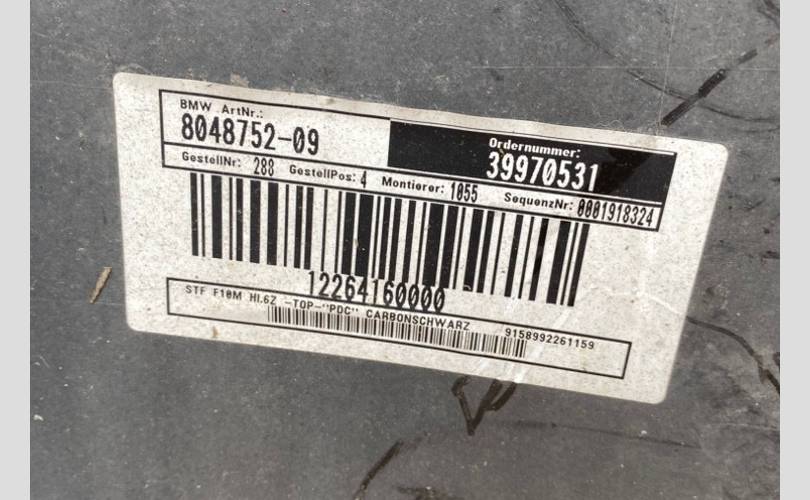 BMW ArtNr.:
8048752-09
Ordernummer:
39970531
GestellNr: 288 GestellPos: 4 Montierer: 1055 SequenzNr: 0001918324
12264160000
STF F10M HI.6Z -TOP-"PDC" CARBONSCHWARZ
9158992261159